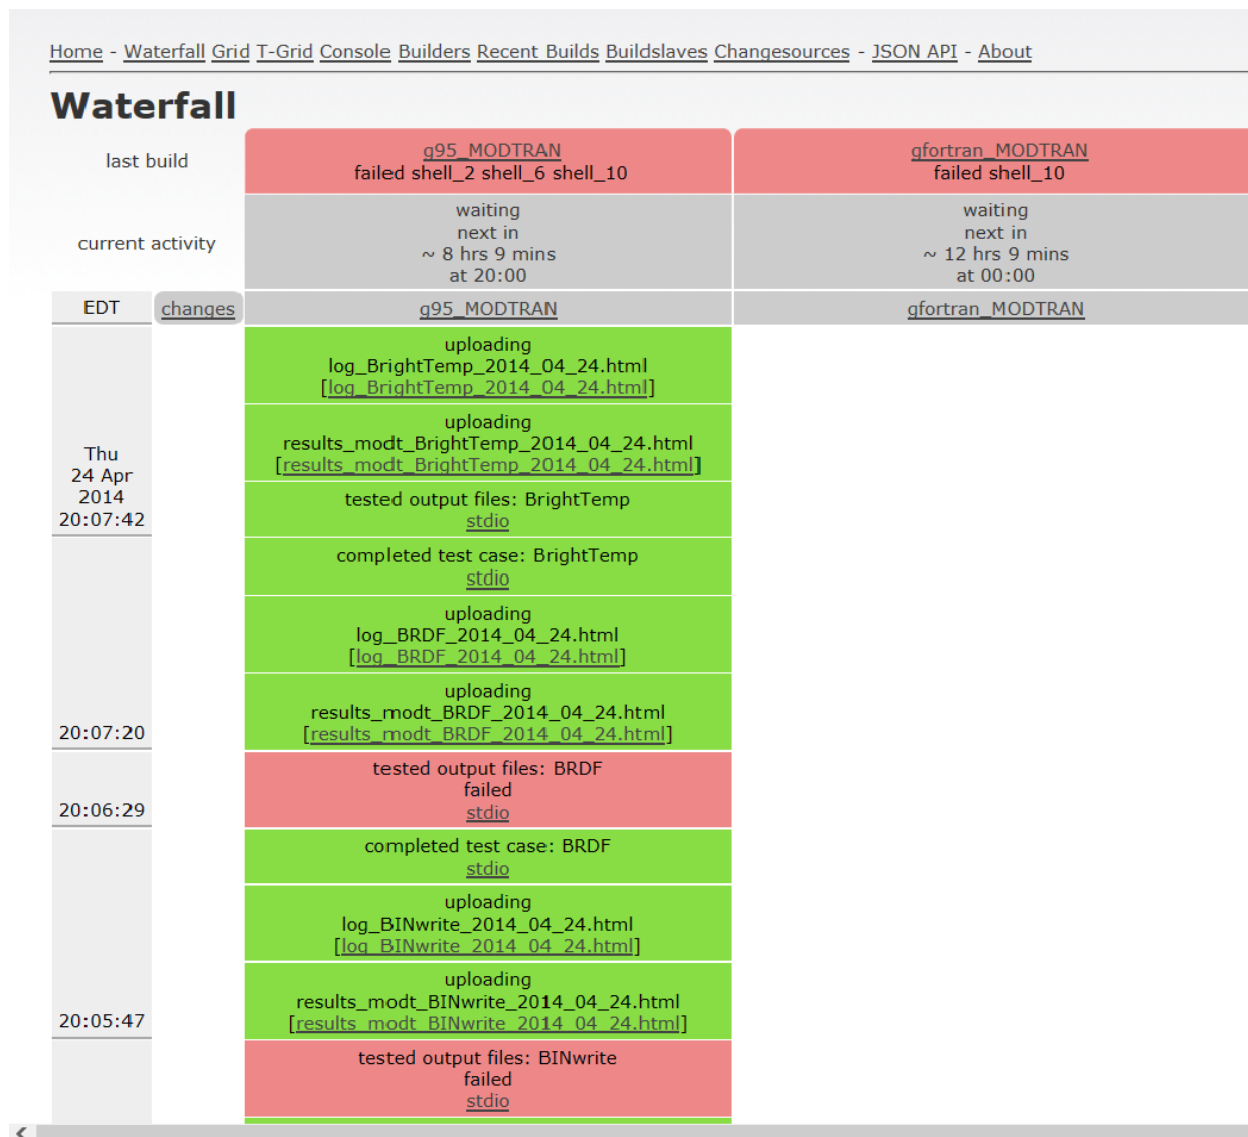 Home - Waterfall Grid T-Grid Console Builders Recent Builds Buildslaves Changesources - JSON API - About
Waterfall
last build
g95_MODTRAN
failed shell_2 shell_6 shell_10
gfortran_MODTRAN
failed shell_10
current activity
waiting
next in
~ 8 hrs 9 mins
at 20:00
waiting
next in
~ 12 hrs 9 mins
at 00:00
EDT
changes
g95_MODTRAN
gfortran_MODTRAN
uploading
log_BrightTemp_2014_04_24.html
[log_BrightTemp_2014_04_24.html]
uploading
results_modt_BrightTemp_2014_04_24.html
[results_modt_BrightTemp_2014_04_24.html]
Thu
24 Apr
2014
20:07:42
tested output files: BrightTemp
stdio
completed test case: BrightTemp
stdio
uploading
log_BRDF_2014_04_24.html
[log_BRDF_2014_04_24.html]
uploading
results_modt_BRDF_2014_04_24.html
[results_modt_BRDF_2014_04_24.html]
20:07:20
tested output files: BRDF
failed
stdio
20:06:29
completed test case: BRDF
stdio
uploading
log_BINwrite_2014_04_24.html
[log_BINwrite_2014_04_24.html]
uploading
results_modt_BINwrite_2014_04_24.html
[results_modt_BINwrite_2014_04_24.html]
20:05:47
tested output files: BINwrite
failed
stdio